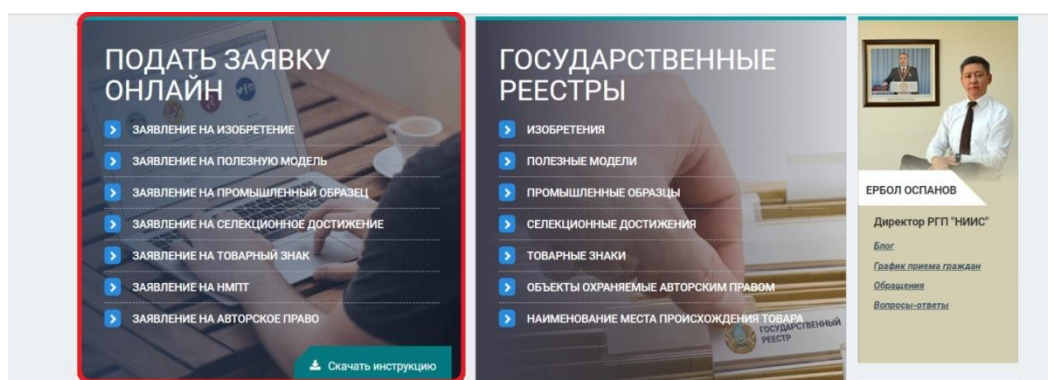 ПОДАТЬ ЗАЯВКУ
ОНЛАЙН
ЗАЯВЛЕНИЕ НА ИЗОБРЕТЕНИЕ
ЗАЯВЛЕНИЕ НА ПОЛЕЗНУЮ МОДЕЛЬ
ЗАЯВЛЕНИЕ НА ПРОМЫШЛЕННЫЙ ОБРАЗЕЦ
ЗАЯВЛЕНИЕ НА СЕЛЕКЦИОННОЕ ДОСТИЖЕНИЕ
ЗАЯВЛЕНИЕ НА ТОВАРНЫЙ ЗНАК
ЗАЯВЛЕНИЕ НА НМПТ
ЗАЯВЛЕНИЕ НА АВТОРСКОЕ ПРАВО
Скачать инструкцию
ГОСУДАРСТВЕННЫЕ
РЕЕСТРЫ
ИЗОБРЕТЕНИЯ
ПОЛЕЗНЫЕ МОДЕЛИ
ПРОМЫШЛЕННЫЕ ОБРАЗЦЫ
СЕЛЕКЦИОННЫЕ ДОСТИЖЕНИЯ
ТОВАРНЫЕ ЗНАКИ
ОБЪЕКТЫ ОХРАНЯЕМЫЕ АВТОРСКИМ ПРАВОМ
НАИМЕНОВАНИЕ МЕСТА ПРОИСХОЖДЕНИЯ ТОВАРА
ГОСУДАРСТВЕННЫЙ
РЕЕСТР
ЕРБОЛ ОСПАНОВ
Директор РГП "НИИС"
Блог
График приема граждан
Обращения
Вопросы-ответы